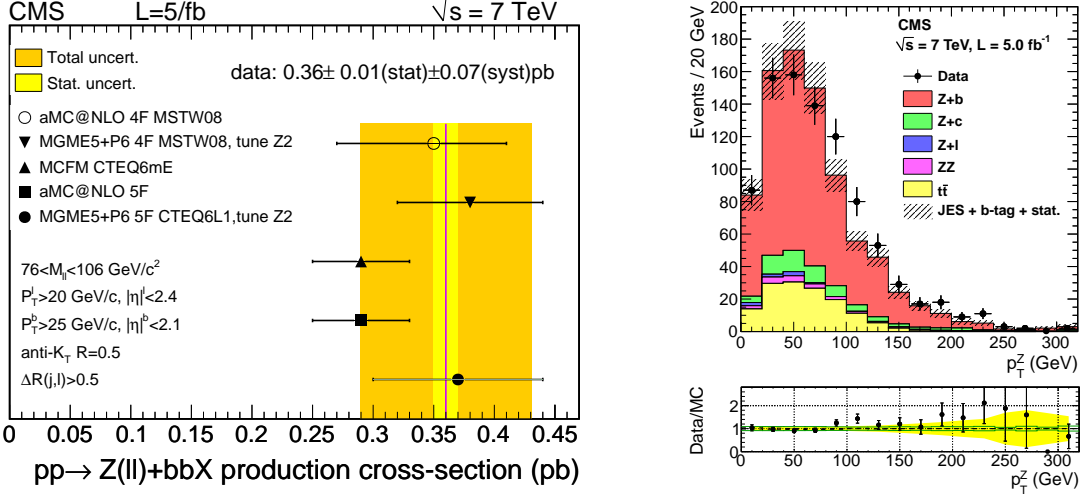 CMS L=5/fb √s = 7 TeV
Total uncert.
Stat. uncert.
data: 0.36± 0.01(stat)±0.07(syst)pb
aMC@NLO 4F MSTW08
MGME5+P6 4F MSTW08, tune Z2
MCFM CTEQ6mE
aMC@NLO 5F
MGME5+P6 5F CTEQ6L1,tune Z2
76<M_ll<106 GeV/c²
P_T^l>20 GeV/c, |η|^l<2.4
P_T^b>25 GeV/c, |η|^b<2.1
anti-K_T R=0.5
ΔR(j,l)>0.5
0 0.05 0.1 0.15 0.2 0.25 0.3 0.35 0.4 0.45
pp→ Z(ll)+bbX production cross-section (pb)
Events / 20 GeV
200
180
160
140
120
100
80
60
40
20
0
CMS
√s = 7 TeV, L = 5.0 fb⁻¹
Data
Z+b
Z+c
Z+l
ZZ
tt̄
JES + b-tag + stat.
0 50 100 150 200 250 300
p_T^Z (GeV)
Data/MC
2
1
0
0 50 100 150 200 250 300
p_T^Z (GeV)